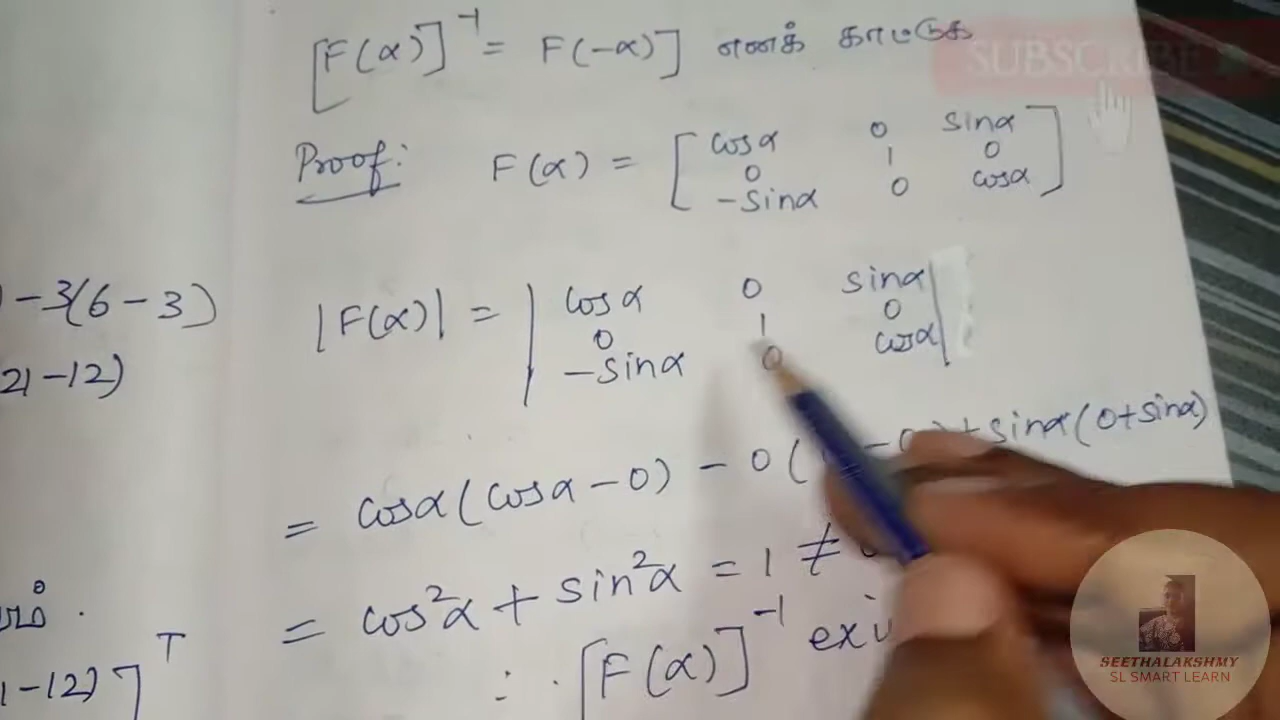 [F(α)]⁻¹ = F(-α)] எனக் காட்டுக
SUBSCRIBE
Proof: F(α) = [ cosα 0 sinα
0 1 0
-sinα 0 cosα ]
-3(6-3)
|F(α)| = | cosα 0 sinα
0 1 0
-sinα 0 cosα |
21-12)
= cosα(cosα-0) - 0( + sinα(0+sinα)
= cos²α + sin²α = 1 ≠
∴ [F(α)]⁻¹
-12)]ᵀ
SEETHALAKSHMY
SL SMART LEARN